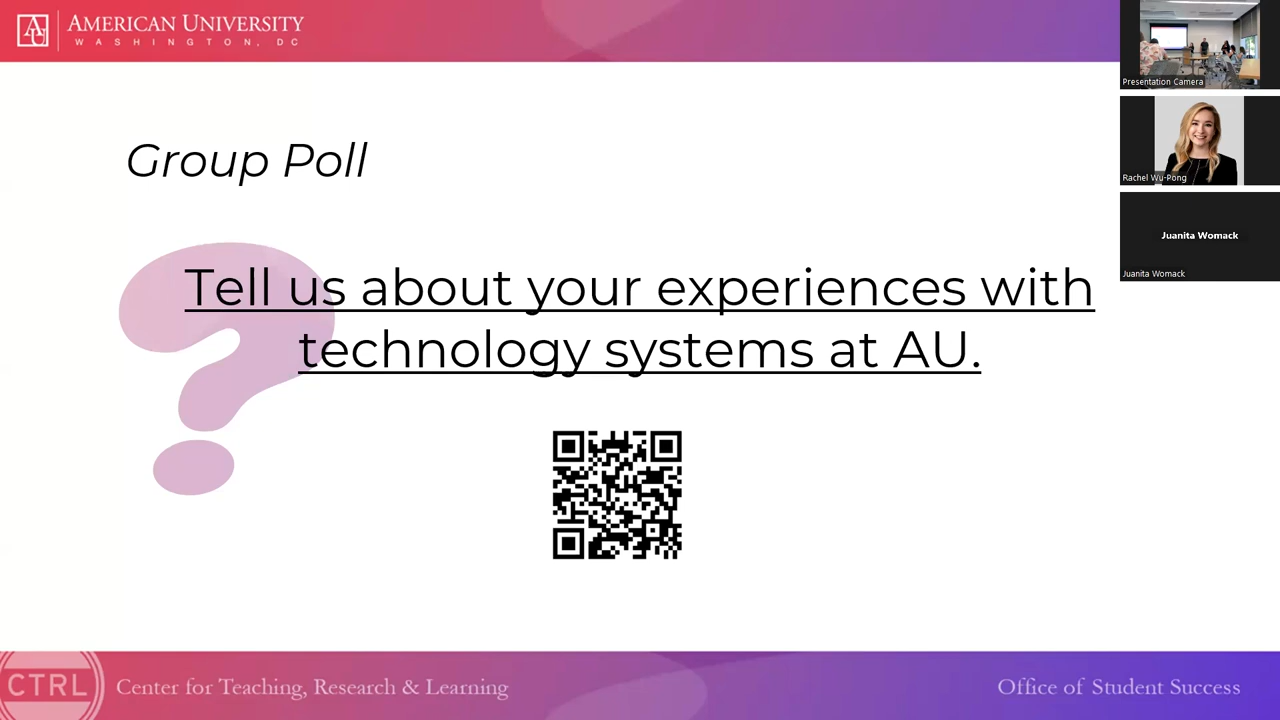 AU
AMERICAN UNIVERSITY
WASHINGTON, DC
Group Poll
Tell us about your experiences with
technology systems at AU.
Presentation Camera
Rachel Wu-Pong
Juanita Womack
Juanita Womack
CTRL
Center for Teaching, Research & Learning
Office of Student Success